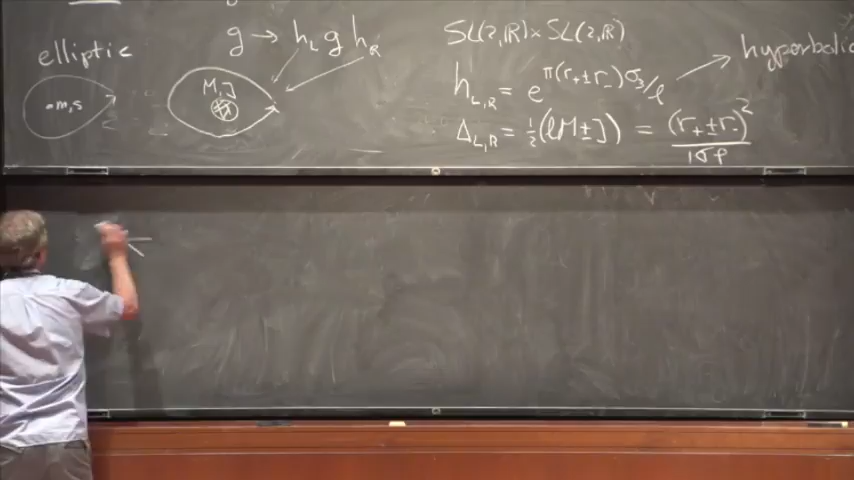 g → h_L g h_R
SL(2,ℝ)×SL(2,ℝ)
elliptic
hyperbolic
h_{L,R} = e^{π(r_+ ± r_-)σ_3/ℓ}
m,s
M,J
Δ_{L,R} = ½(ℓM ± J) = (r_+ ± r_-)²/16Gℓ